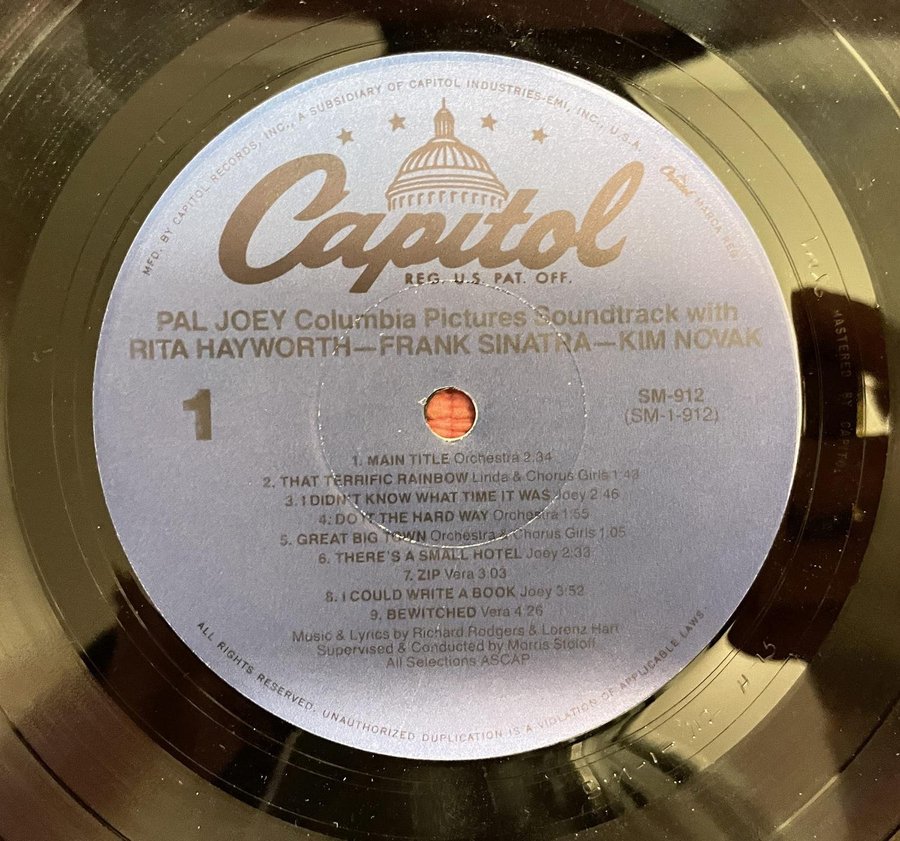 MFD. BY CAPITOL RECORDS, INC., A SUBSIDIARY OF CAPITOL INDUSTRIES-EMI, INC., U.S.A.
Capitol
REG. U.S. PAT. OFF.
PAL JOEY Columbia Pictures Soundtrack with
RITA HAYWORTH—FRANK SINATRA—KIM NOVAK
1
SM-912
(SM-1-912)
1. MAIN TITLE Orchestra 2:34
2. THAT TERRIFIC RAINBOW Linda & Chorus Girls 1:43
3. I DIDN'T KNOW WHAT TIME IT WAS Joey 2:46
4. DO IT THE HARD WAY Orchestra 1:55
5. GREAT BIG TOWN Orchestra & Chorus Girls 1:05
6. THERE'S A SMALL HOTEL Joey 2:33
7. ZIP Vera 3:03
8. I COULD WRITE A BOOK Joey 3:52
9. BEWITCHED Vera 4:26
Music & Lyrics by Richard Rodgers & Lorenz Hart
Supervised & Conducted by Morris Stoloff
All Selections ASCAP
ALL RIGHTS RESERVED. UNAUTHORIZED DUPLICATION IS A VIOLATION OF APPLICABLE LAWS
MASTERED BY CAPITOL